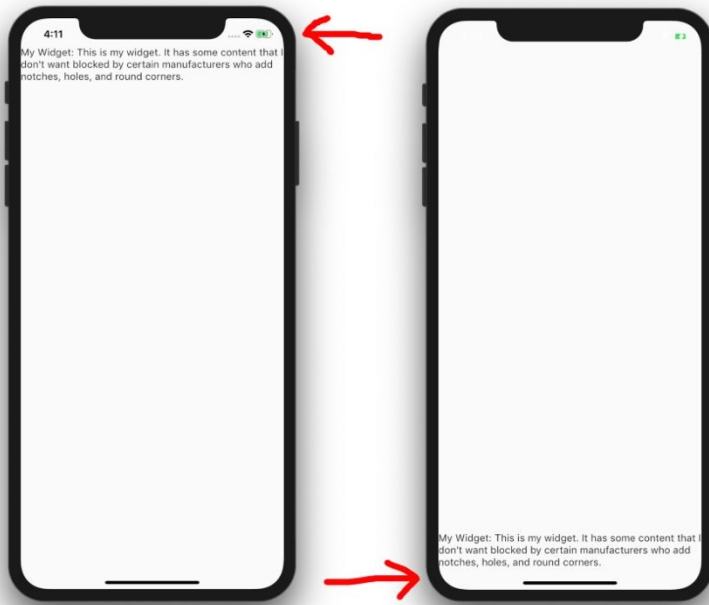 4:11
My Widget: This is my widget. It has some content that I
don't want blocked by certain manufacturers who add
notches, holes, and round corners.
My Widget: This is my widget. It has some content that I
don't want blocked by certain manufacturers who add
notches, holes, and round corners.